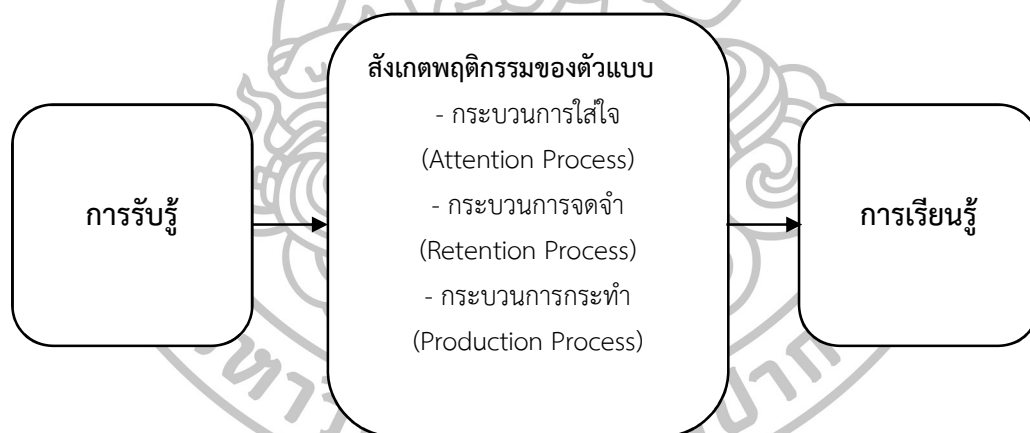 การรับรู้
สังเกตพฤติกรรมของตัวแบบ
- กระบวนการใส่ใจ
(Attention Process)
- กระบวนการจดจำ
(Retention Process)
- กระบวนการกระทำ
(Production Process)
การเรียนรู้